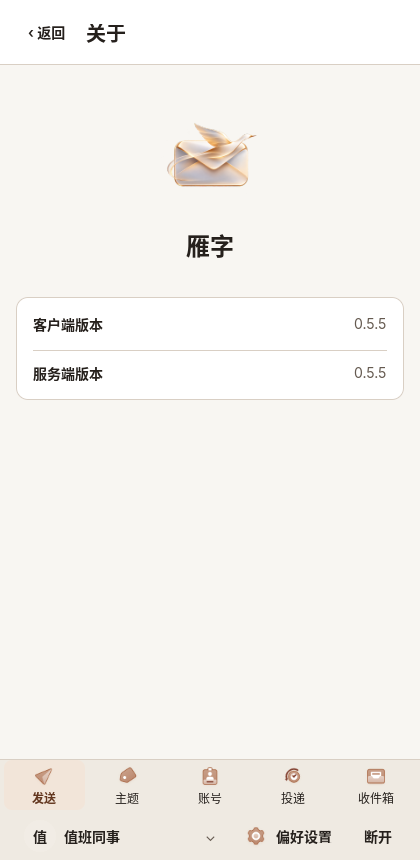 ‹ 返回 关于
雁字
客户端版本 0.5.5
服务端版本 0.5.5
发送 主题 账号 投递 收件箱
值 值班同事 偏好设置 断开